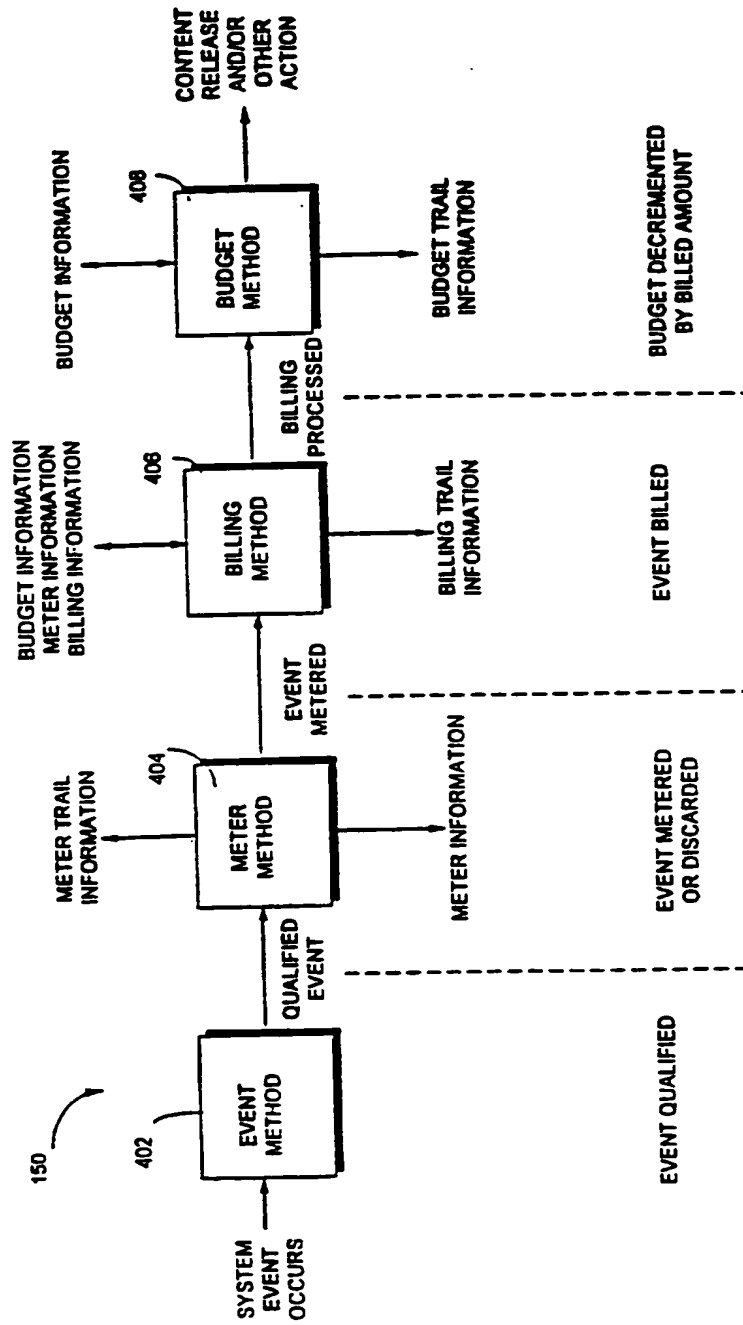 150
SYSTEM
EVENT
OCCURS
402
EVENT
METHOD
QUALIFIED
EVENT
METER TRAIL
INFORMATION
404
METER
METHOD
METER INFORMATION
EVENT
METERED
BUDGET INFORMATION
METER INFORMATION
BILLING INFORMATION
406
BILLING
METHOD
BILLING TRAIL
INFORMATION
BILLING
PROCESSED
BUDGET INFORMATION
408
BUDGET
METHOD
BUDGET TRAIL
INFORMATION
CONTENT
RELEASE
AND/OR
OTHER
ACTION
EVENT QUALIFIED
EVENT METERED
OR DISCARDED
EVENT BILLED
BUDGET DECREMENTED
BY BILLED AMOUNT